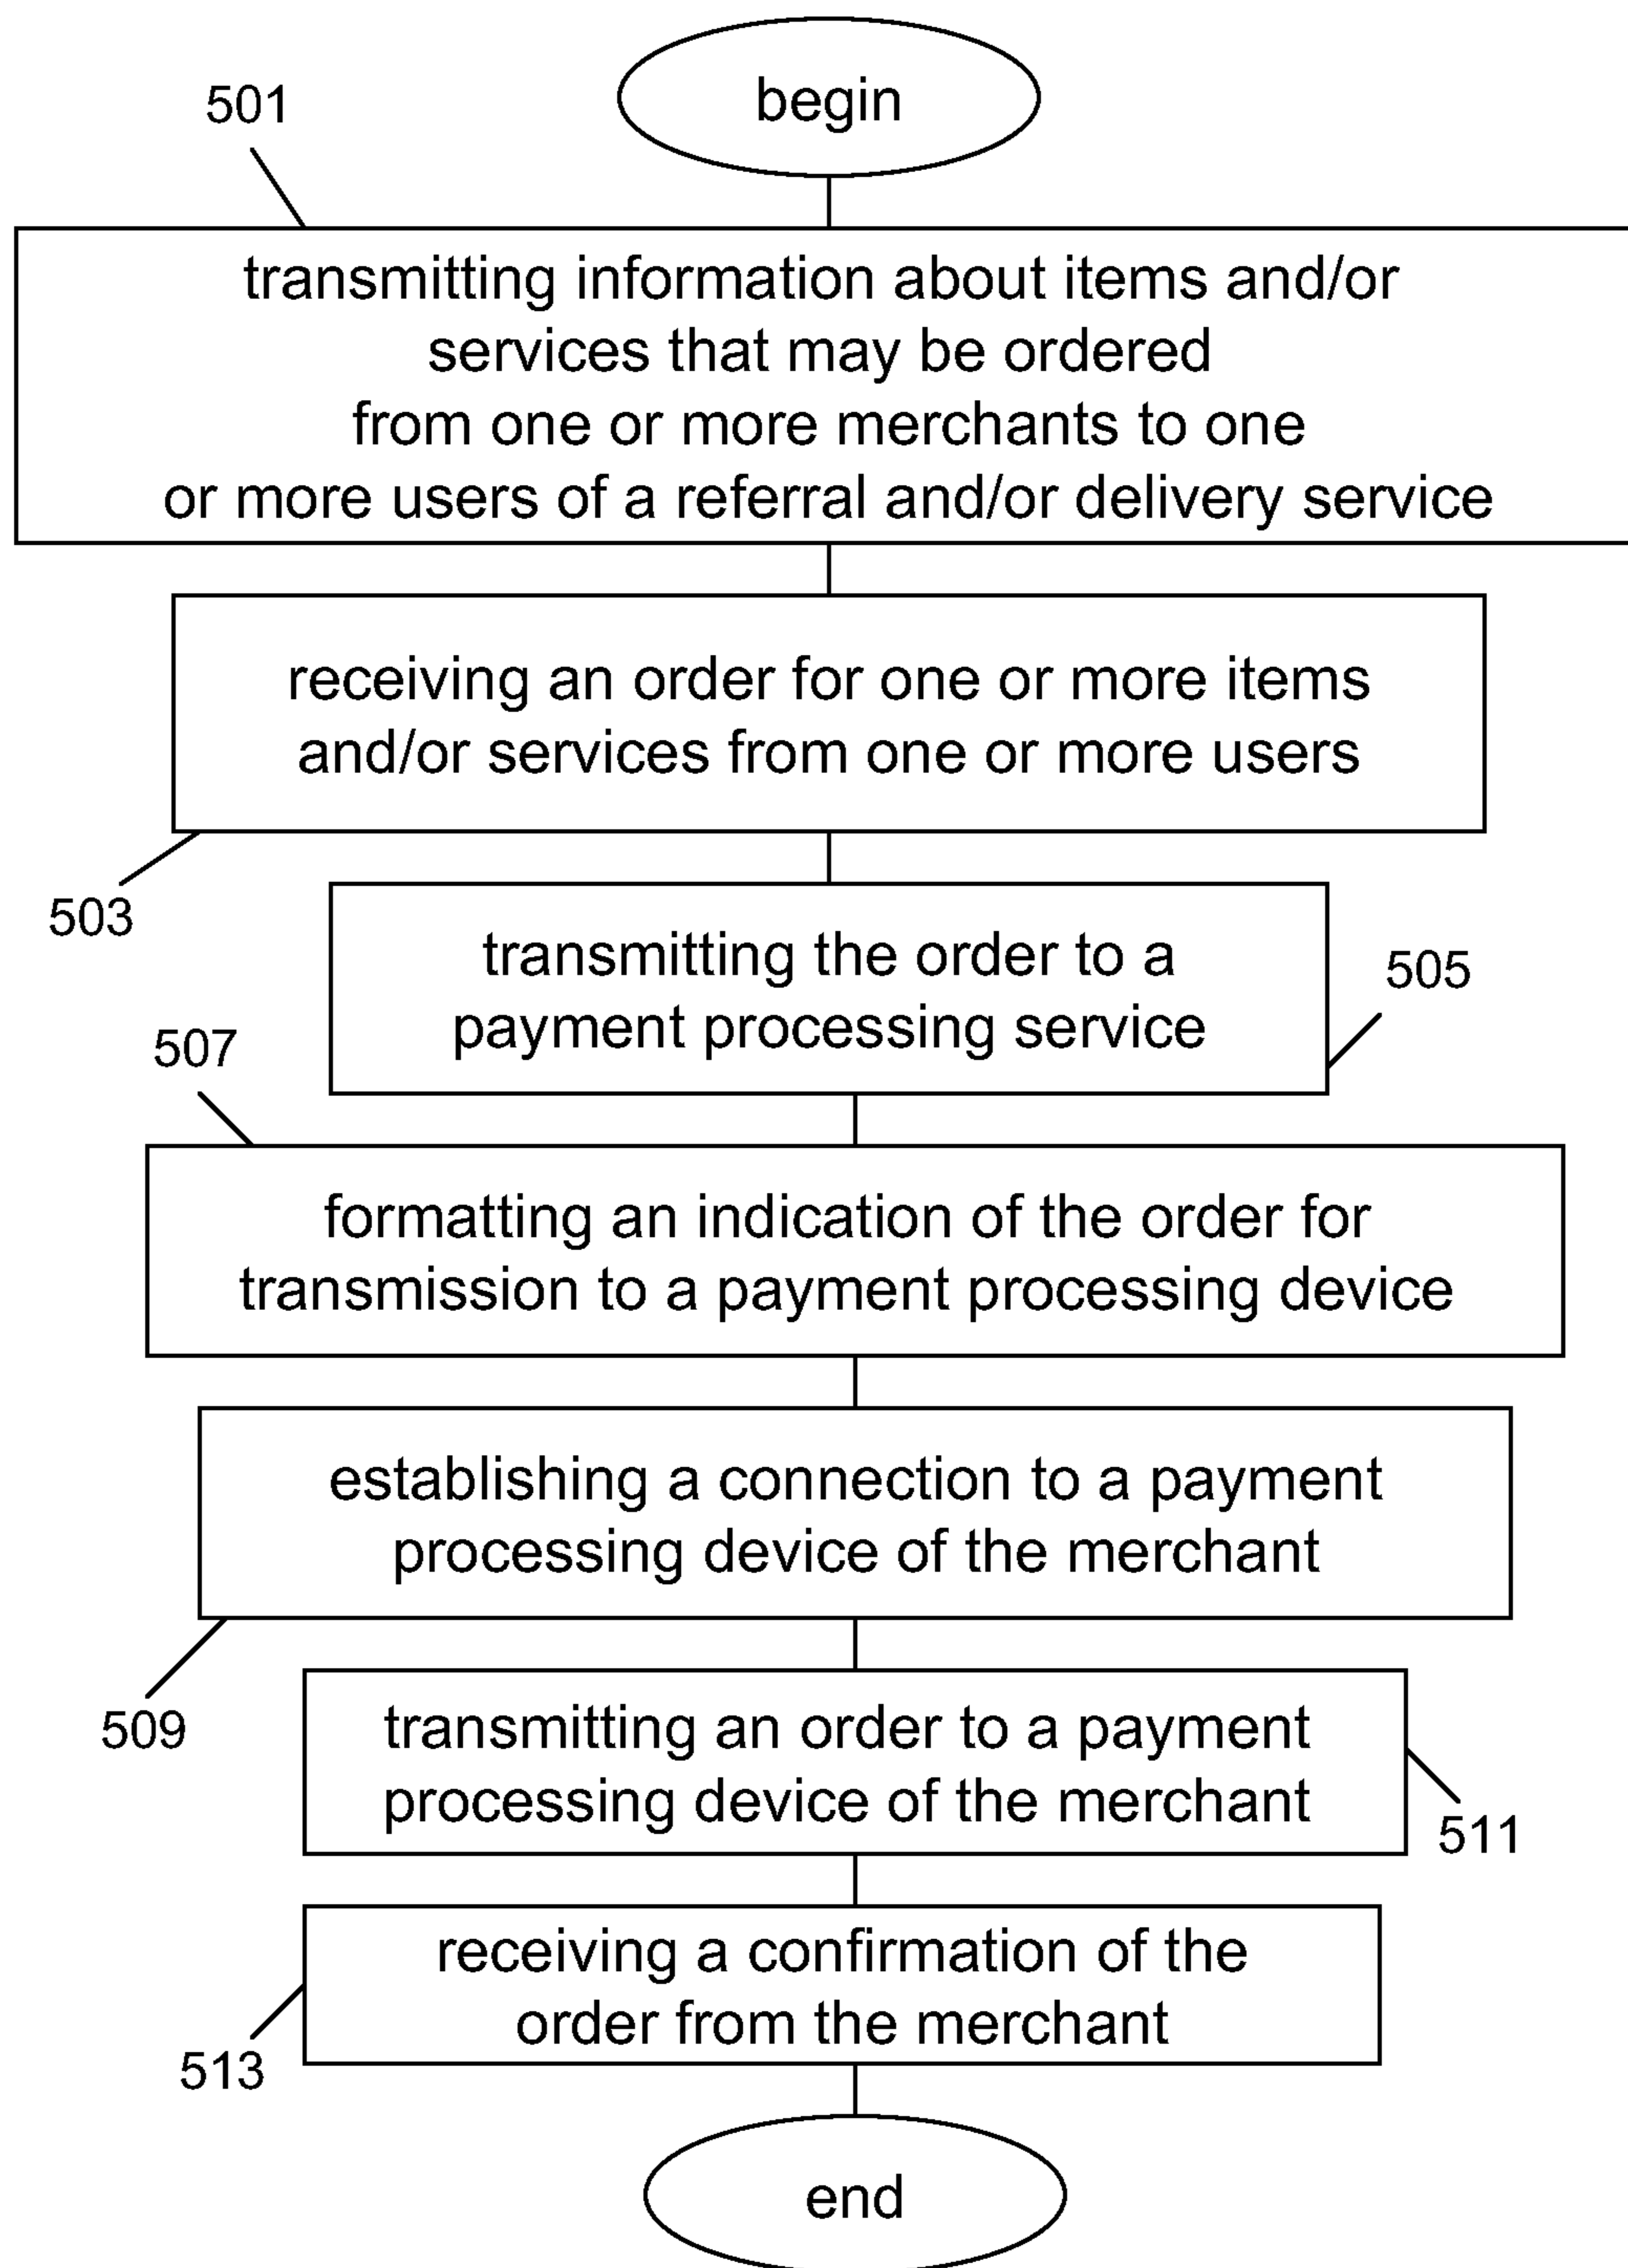 begin
501
transmitting information about items and/or
services that may be ordered
from one or more merchants to one
or more users of a referral and/or delivery service
receiving an order for one or more items
and/or services from one or more users
503
transmitting the order to a
payment processing service
505
507
formatting an indication of the order for
transmission to a payment processing device
establishing a connection to a payment
processing device of the merchant
509
transmitting an order to a payment
processing device of the merchant
511
receiving a confirmation of the
order from the merchant
513
end